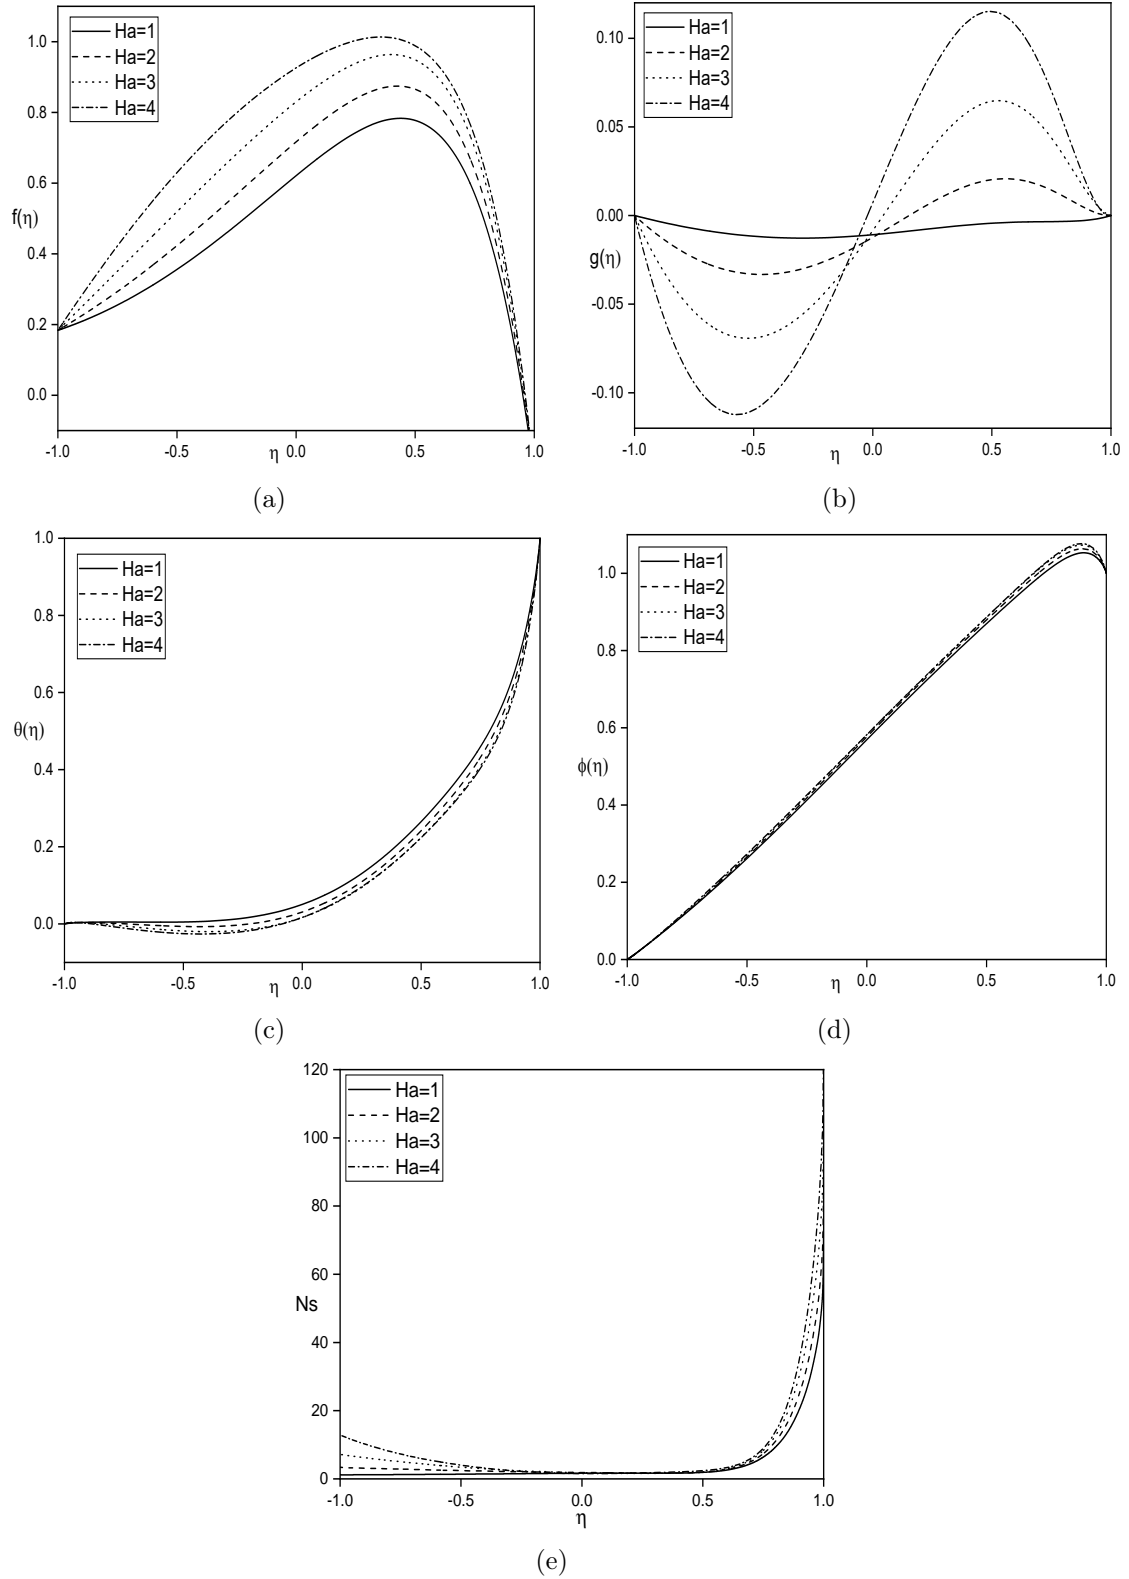 Ha=1
Ha=2
Ha=3
Ha=4
1.0
0.8
0.6
f(η)
0.4
0.2
0.0
-1.0 -0.5 0.0 0.5 1.0
η
(a)
Ha=1
Ha=2
Ha=3
Ha=4
0.10
0.05
0.00
g(η)
-0.05
-0.10
-1.0 -0.5 0.0 0.5 1.0
η
(b)
Ha=1
Ha=2
Ha=3
Ha=4
1.0
0.8
0.6
θ(η)
0.4
0.2
0.0
-1.0 -0.5 0.0 0.5 1.0
η
(c)
Ha=1
Ha=2
Ha=3
Ha=4
1.0
0.8
0.6
ϕ(η)
0.4
0.2
0.0
-1.0 -0.5 0.0 0.5 1.0
η
(d)
Ha=1
Ha=2
Ha=3
Ha=4
120
100
80
60
Ns
40
20
0
-1.0 -0.5 0.0 0.5 1.0
η
(e)